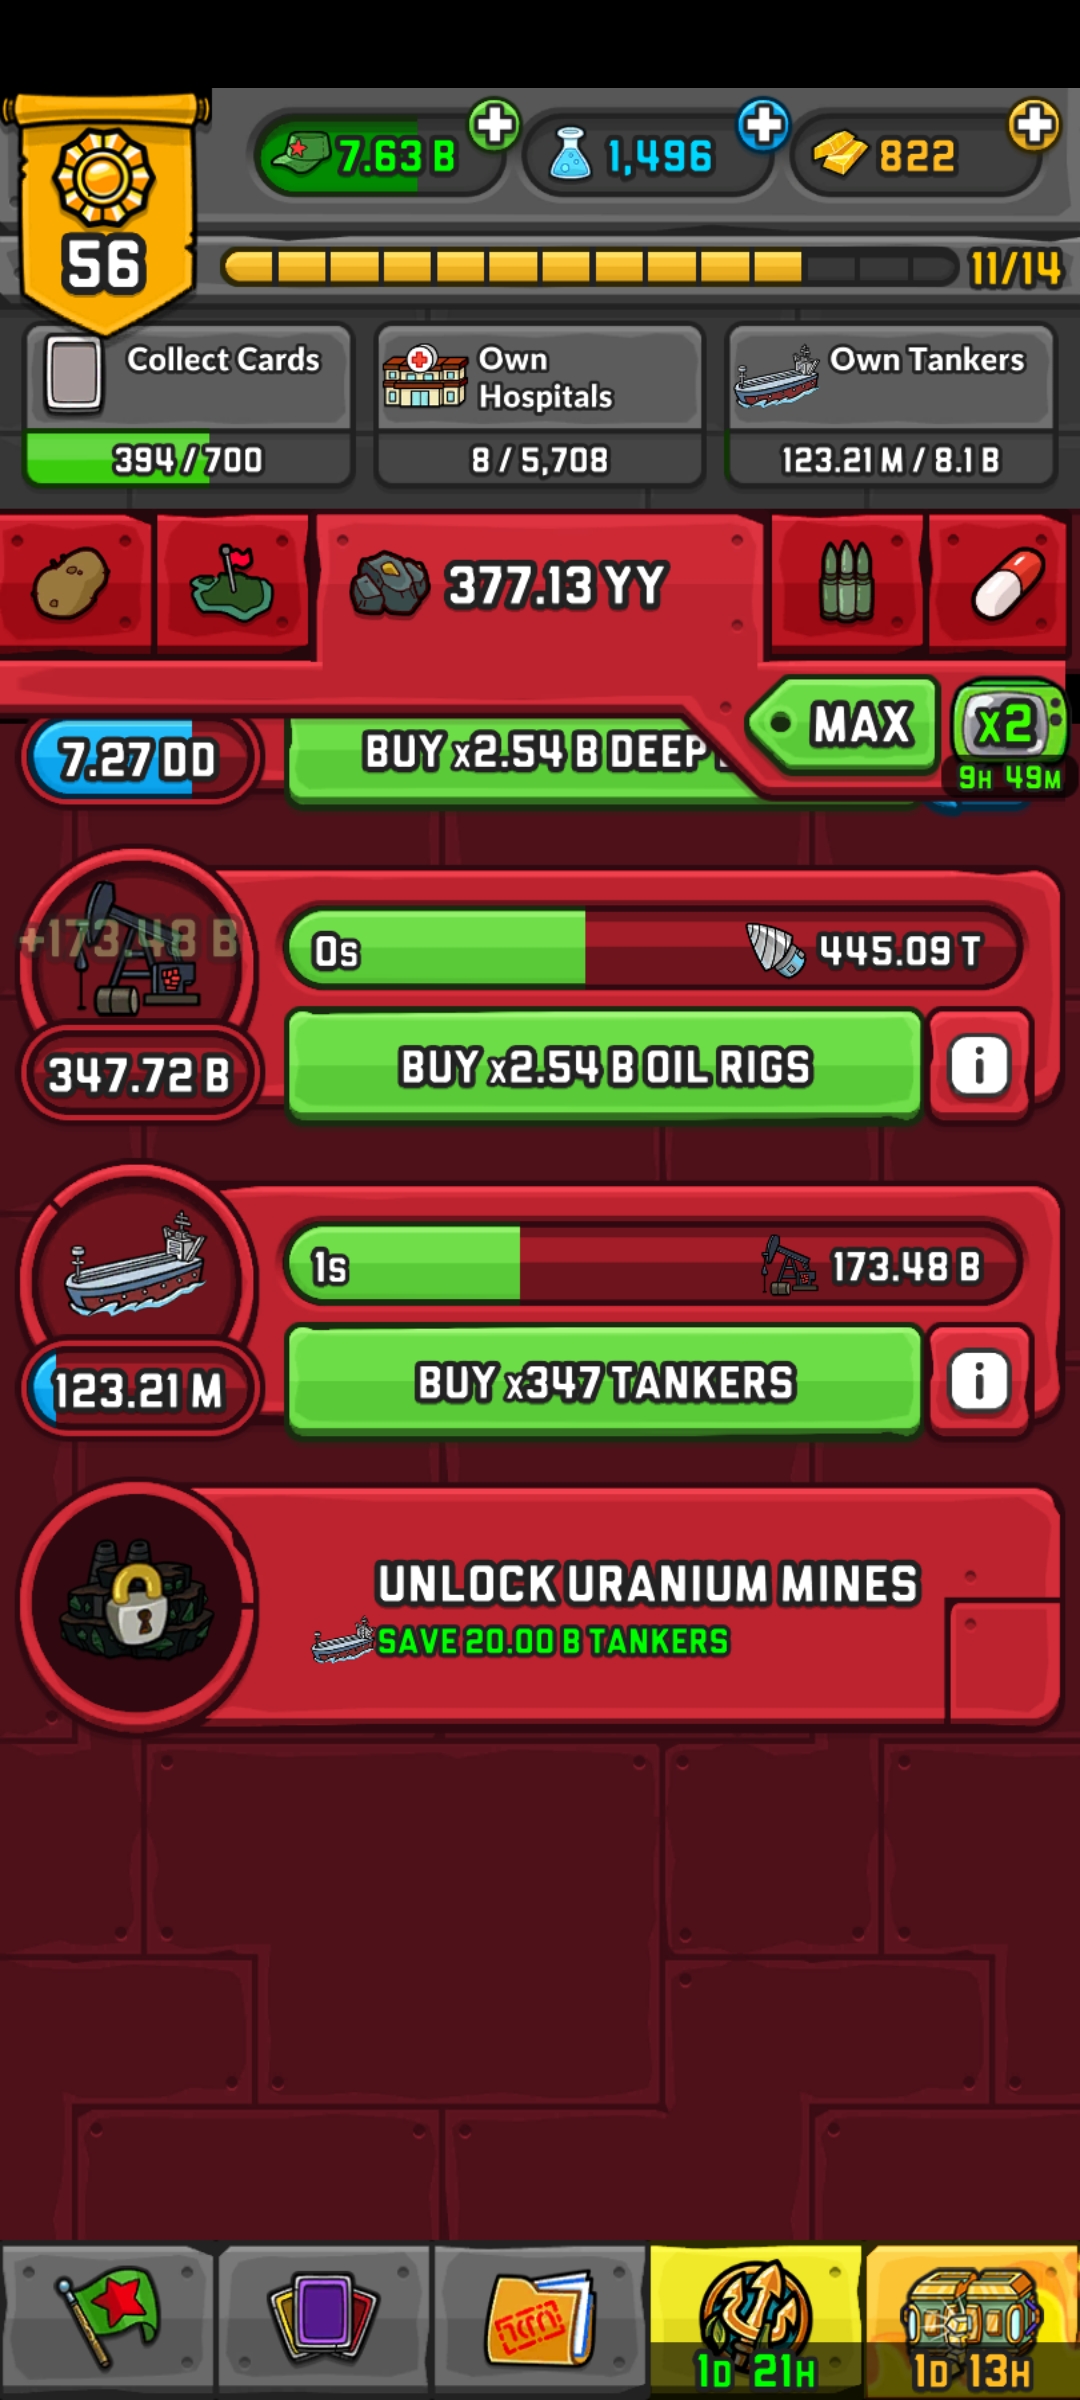 7.63 B
1,496
822
56
11/14
Collect Cards
394 / 700
Own
Hospitals
8 / 5,708
Own Tankers
123.21 M / 8.1 B
377.13 YY
MAX
x2
9H 49M
7.27 DD
BUY x2.54 B DEEP
+173.48 B
0s
445.09 T
347.72 B
BUY x2.54 B OIL RIGS
i
1s
173.48 B
123.21 M
BUY x347 TANKERS
i
UNLOCK URANIUM MINES
SAVE 20.00 B TANKERS
1D 21H
1D 13H